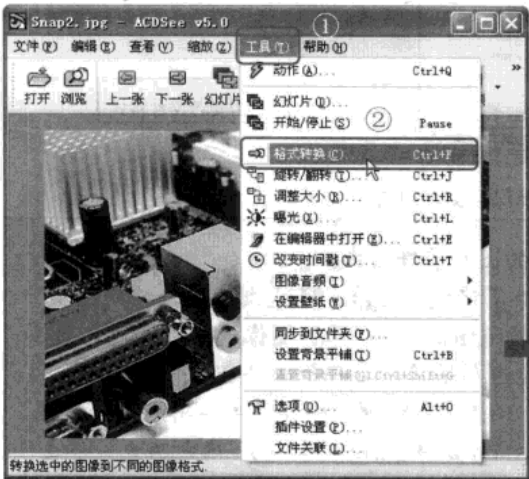 Snap2.jpg - ACDSee v5.0
①
文件(F) 编辑(E) 查看(V) 缩放(Z) 工具(T) 帮助(H)
打开 浏览 上一张 下一张 幻灯片
»
动作(A)... Ctrl+Q
幻灯片(D)...
开始/停止(S) ② Pause
格式转换(C)... Ctrl+F
旋转/翻转(T)... Ctrl+J
调整大小(R)... Ctrl+R
曝光(X)... Ctrl+L
在编辑器中打开(E)... Ctrl+E
改变时间戳(T)... Ctrl+T
图像音频(I)
设置壁纸(W)
同步到文件夹(F)...
设置背景平铺(T) Ctrl+B
Ctrl+Shift+G
选项(O)... Alt+O
插件设置(P)...
文件关联(L)...
转换选中的图像到不同的图像格式.